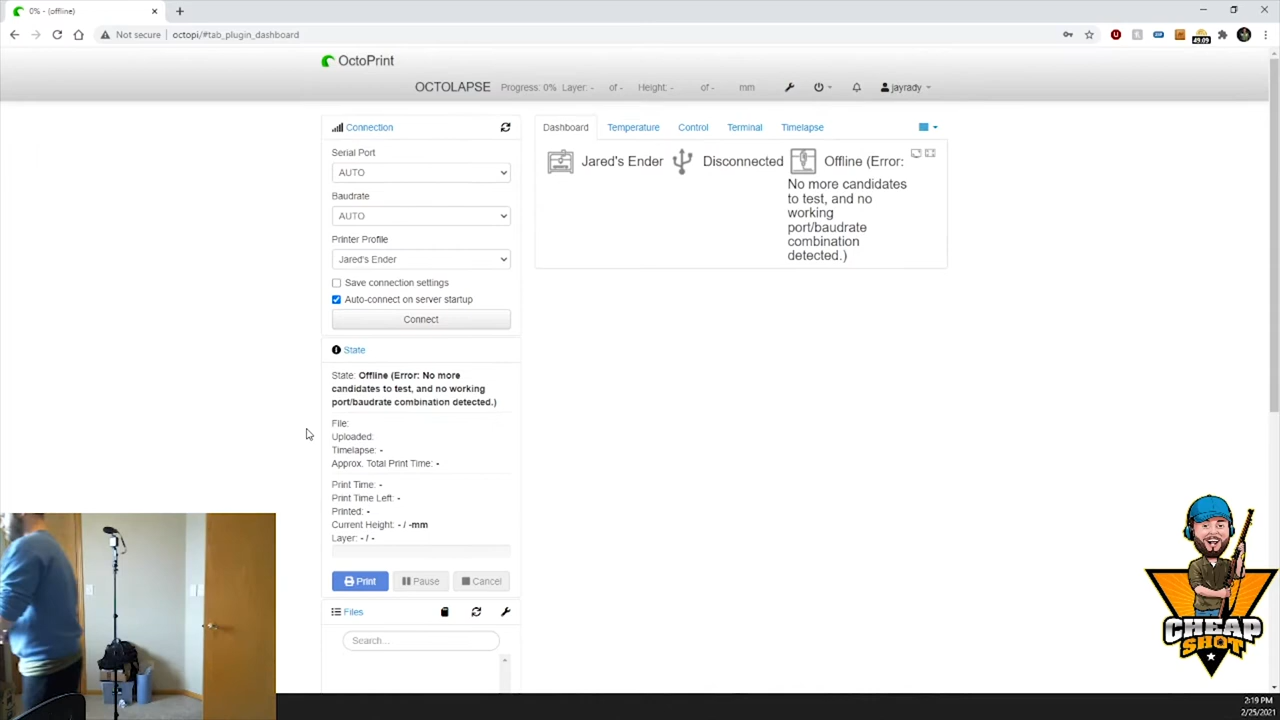 0% - (offline)
Not secure
octopi/#tab_plugin_dashboard
49.09
OctoPrint
OCTOLAPSE Progress: 0% Layer: - of - Height: - of - mm jayrady
Connection
Serial Port
AUTO
Baudrate
AUTO
Printer Profile
Jared's Ender
Save connection settings
Auto-connect on server startup
Connect
State
State: Offline (Error: No more
candidates to test, and no working
port/baudrate combination detected.)
File:
Uploaded:
Timelapse: -
Approx. Total Print Time: -
Print Time: -
Print Time Left: -
Printed: -
Current Height: - / -mm
Layer: - / -
Print Pause Cancel
Files
Search...
Dashboard Temperature Control Terminal Timelapse
Jared's Ender Disconnected Offline (Error:
No more candidates
to test, and no
working
port/baudrate
combination
detected.)
CHEAP
SHOT
2:19 PM
2/25/2021